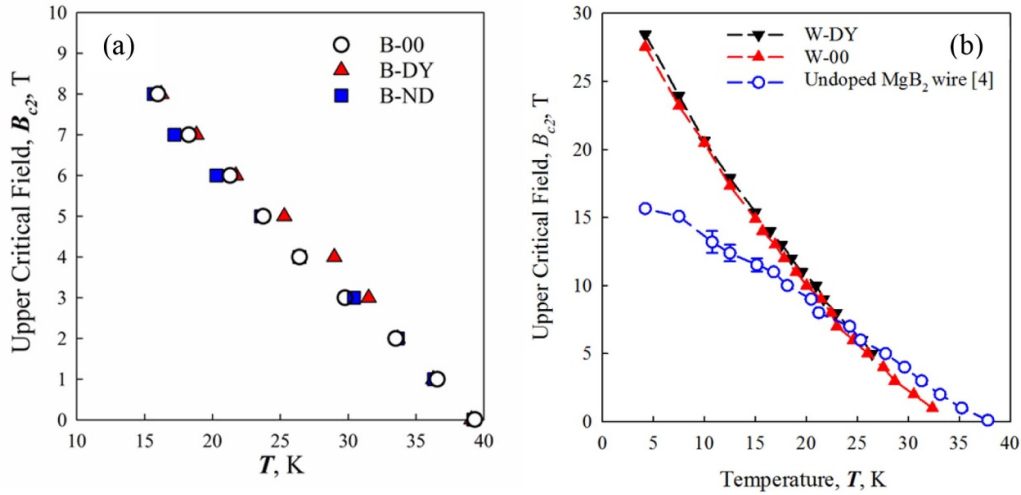 (a)
B-00
B-DY
B-ND
Upper Critical Field, B_c2, T
10
9
8
7
6
5
4
3
2
1
0
10 15 20 25 30 35 40
T, K
(b)
W-DY
W-00
Undoped MgB2 wire [4]
Upper Critical Field, B_c2, T
30
25
20
15
10
5
0
0 5 10 15 20 25 30 35 40
Temperature, T, K